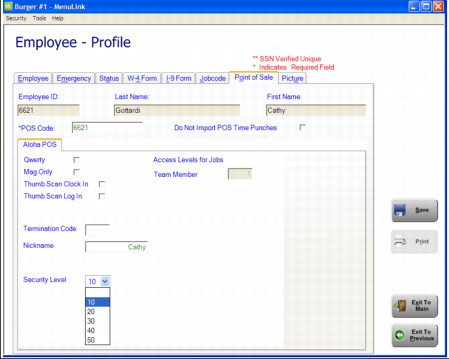 Burger #1 - MenuLink
Security Tools Help
Employee - Profile
** SSN Verified Unique
* Indicates Required Field
Employee Emergency Status W-4 Form I-9 Form Jobcode Point of Sale Picture
Employee ID: Last Name: First Name:
6621 Gottardi Cathy
*POS Code: 6621 Do Not Import POS Time Punches
Aloha POS
Qwerty Access Levels for Jobs
Mag Only Team Member 1
Thumb Scan Clock In
Thumb Scan Log In
Save
Termination Code
Print
Nickname Cathy
Security Level 10
10
20
30
40
50
Exit To
Main
Exit To
Previous